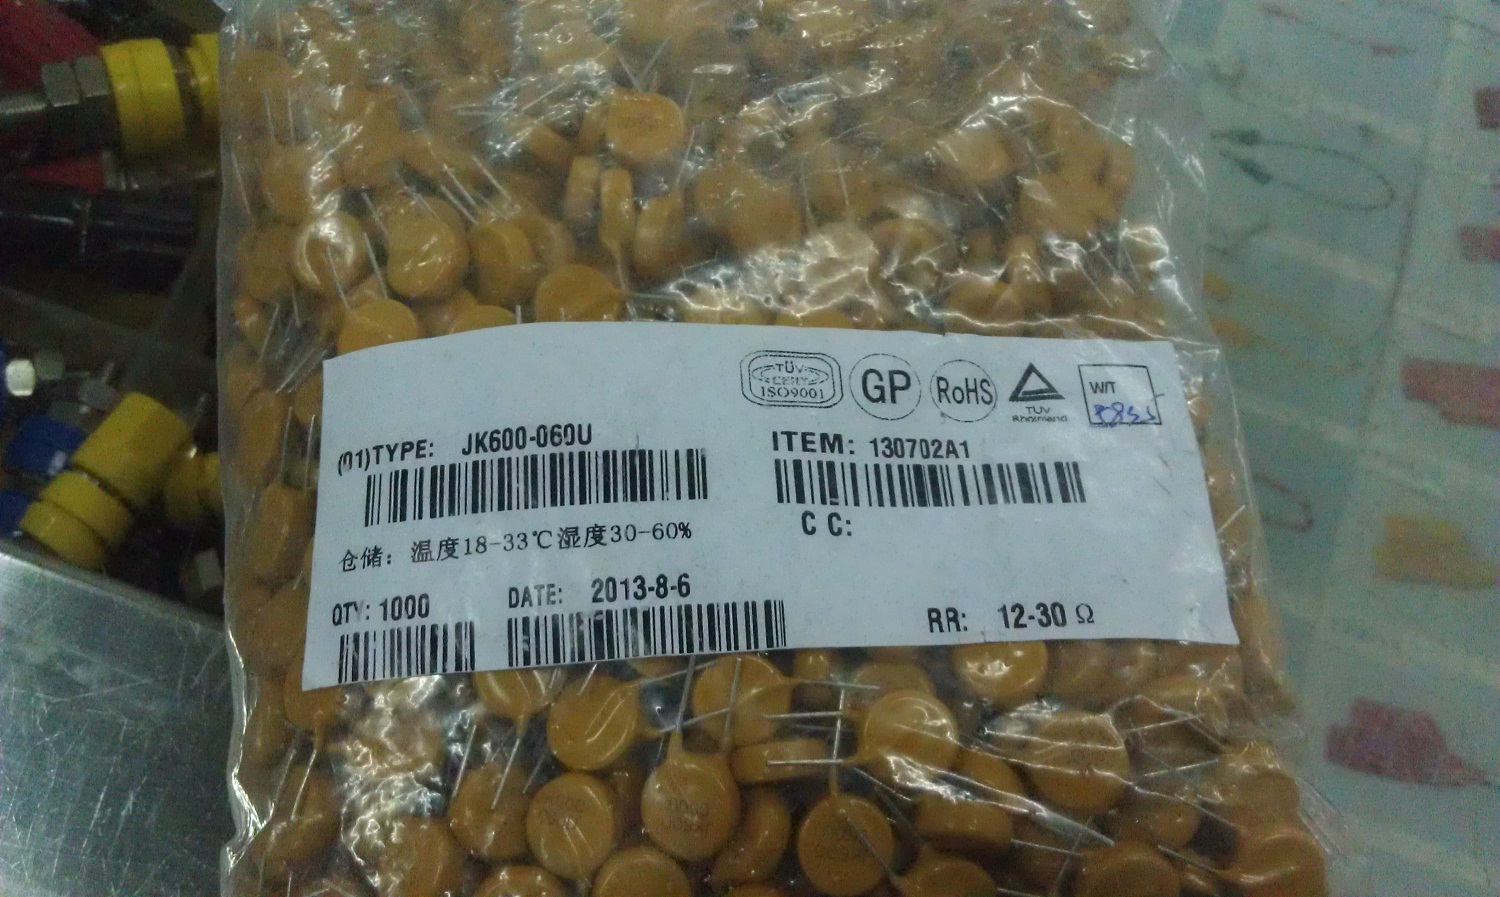 TÜV
CERT
ISO9001
GP
RoHS
TÜV
Rheinland
W/T
(01)TYPE: JK600-060U
ITEM: 130702A1
C C:
仓储：温度18-33℃湿度30-60%
QTY: 1000
DATE: 2013-8-6
RR: 12-30 Ω